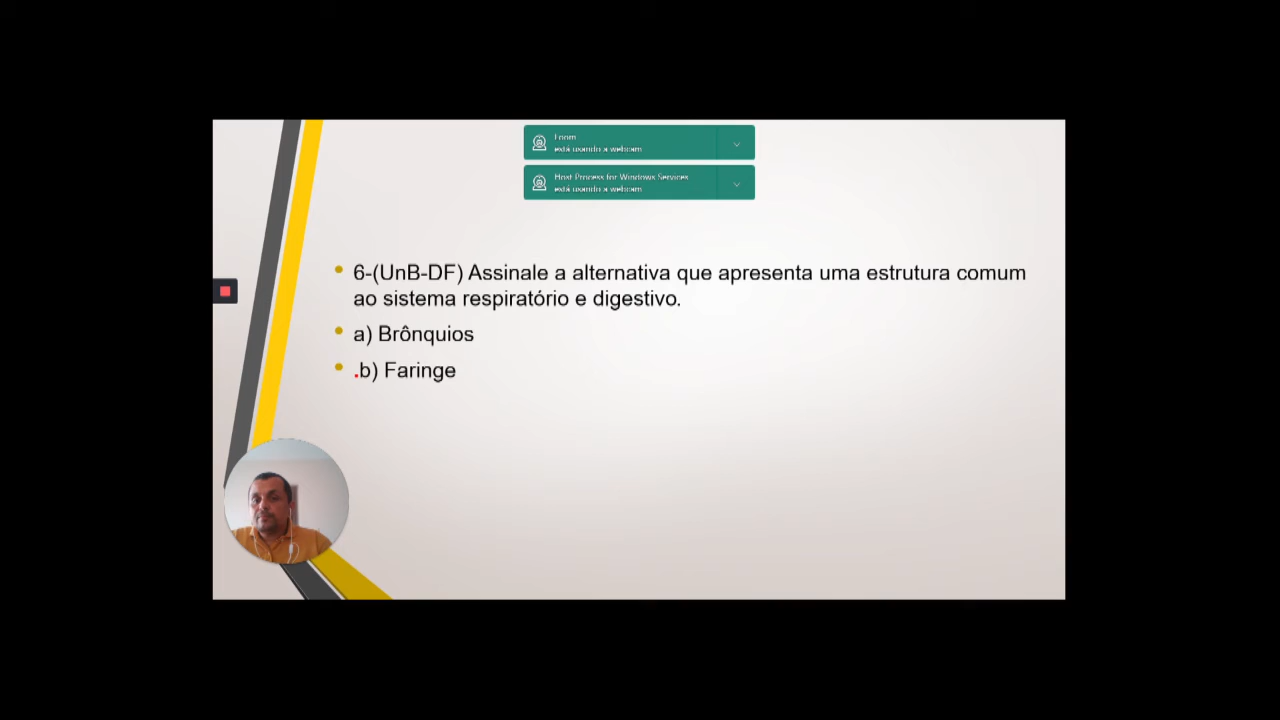 Loom
está usando a webcam
Host Process for Windows Services
está usando a webcam
6-(UnB-DF) Assinale a alternativa que apresenta uma estrutura comum
ao sistema respiratório e digestivo.
a) Brônquios
.b) Faringe